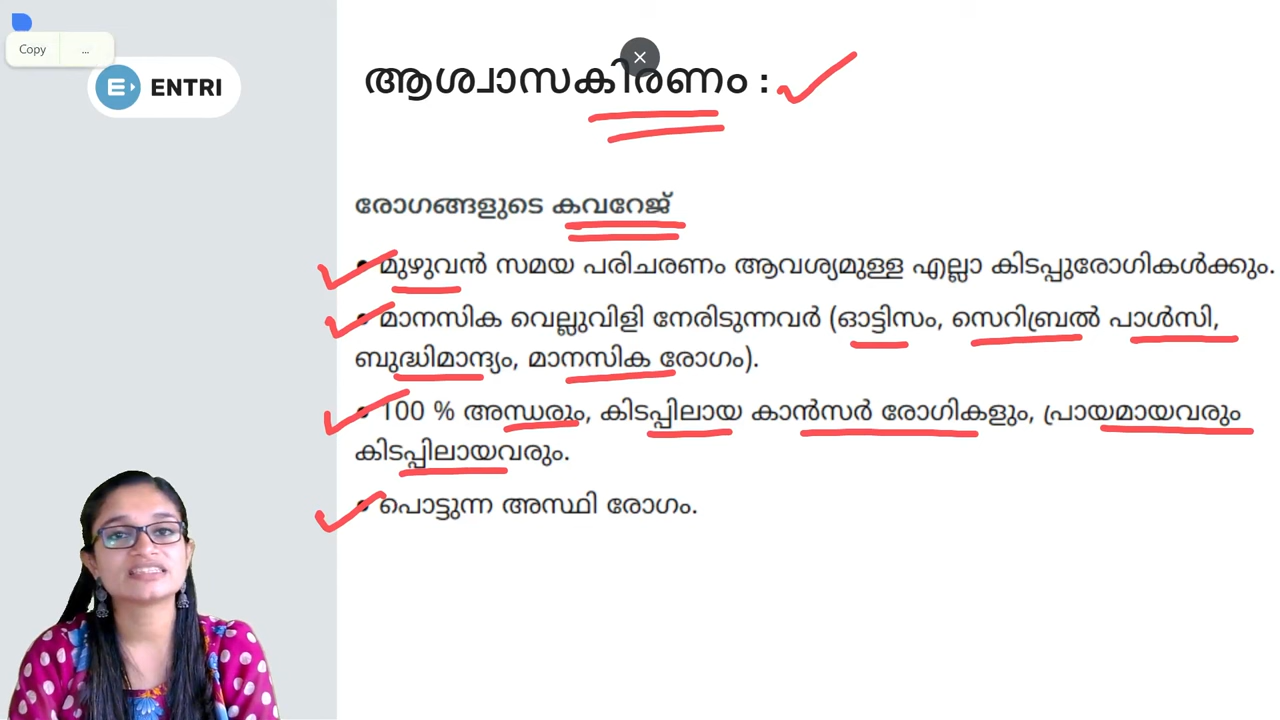 Copy
...
ENTRI
ആശ്വാസകിരണം :
രോഗങ്ങളുടെ കവറേജ്
• മുഴുവൻ സമയ പരിചരണം ആവശ്യമുള്ള എല്ലാ കിടപ്പുരോഗികൾക്കും.
• മാനസിക വെല്ലുവിളി നേരിടുന്നവർ (ഓട്ടിസം, സെറിബ്രൽ പാൾസി,
ബുദ്ധിമാന്ദ്യം, മാനസിക രോഗം).
• 100 % അന്ധരും, കിടപ്പിലായ കാൻസർ രോഗികളും, പ്രായമായവരും
കിടപ്പിലായവരും.
• പൊട്ടുന്ന അസ്ഥി രോഗം.